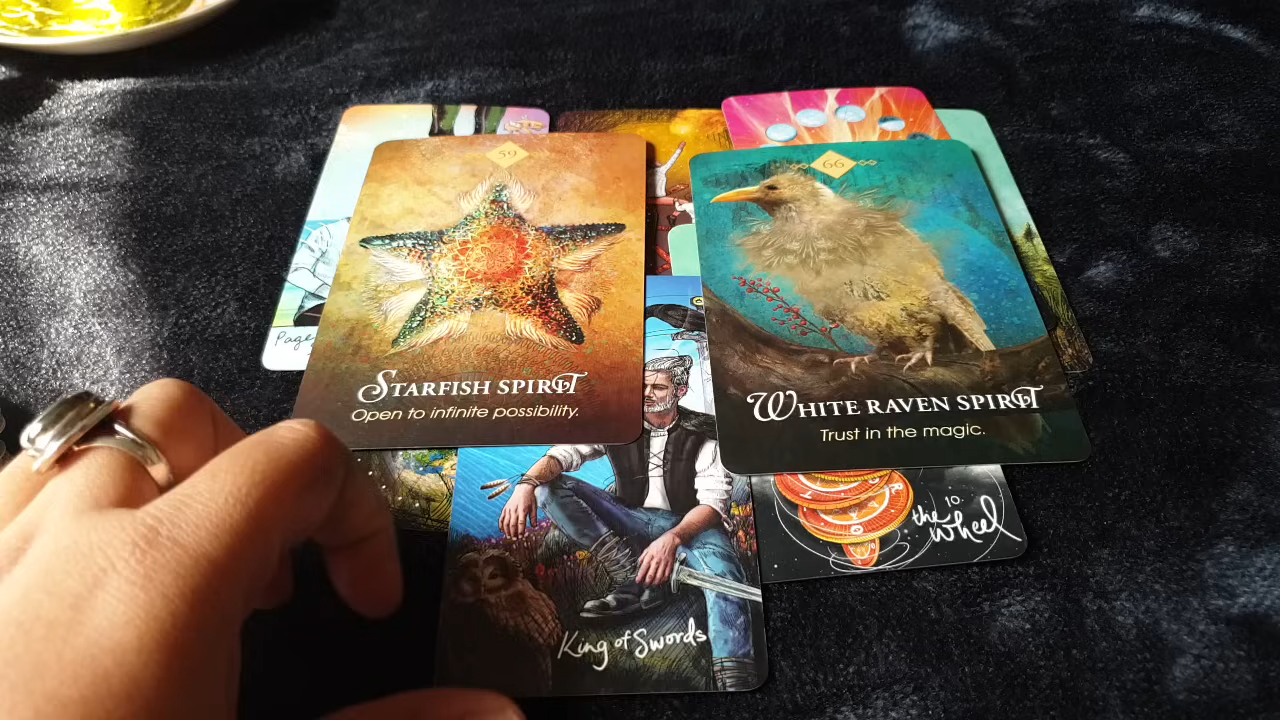 59
66
Page
STARFISH SPIRIT
Open to infinite possibility.
WHITE RAVEN SPIRIT
Trust in the magic.
10.
the wheel
King of Swords